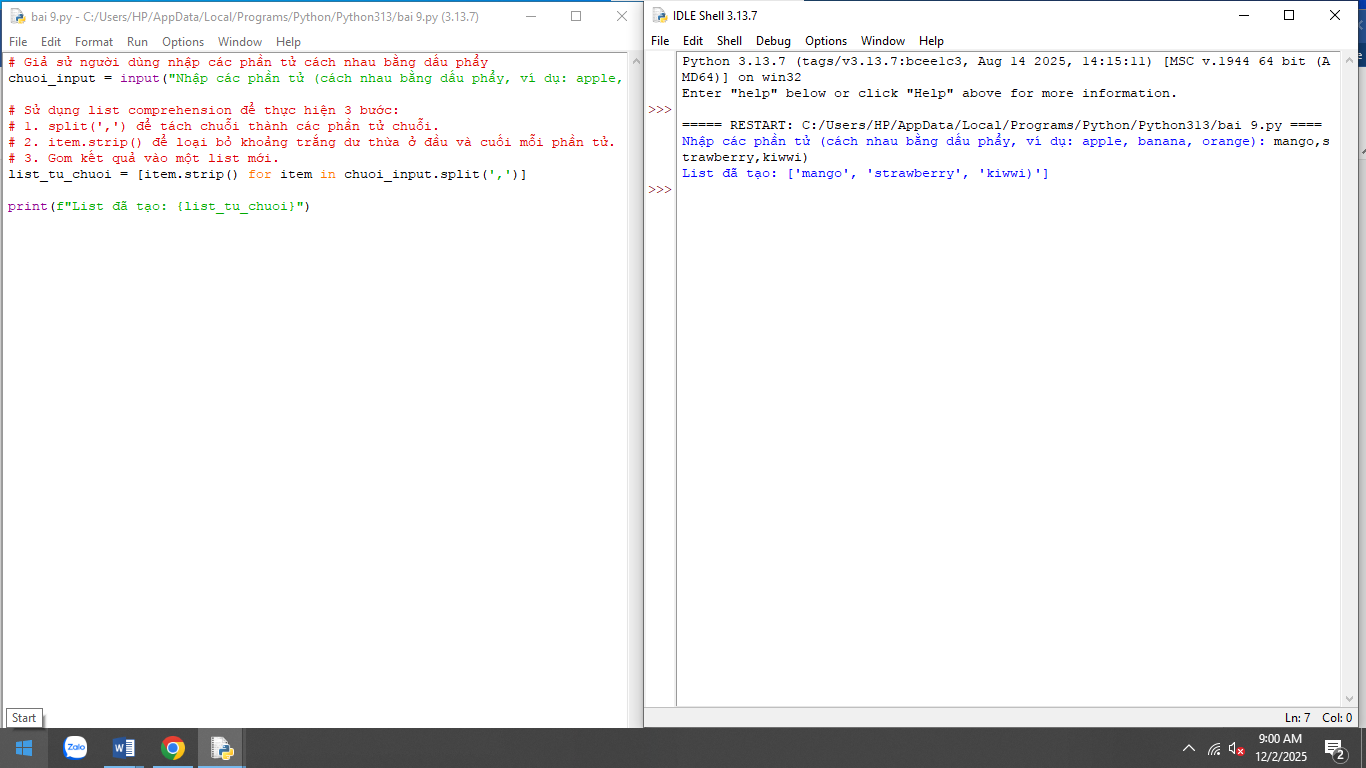 bai 9.py - C:/Users/HP/AppData/Local/Programs/Python/Python313/bai 9.py (3.13.7)
File Edit Format Run Options Window Help
# Giả sử người dùng nhập các phần tử cách nhau bằng dấu phẩy
chuoi_input = input("Nhập các phần tử (cách nhau bằng dấu phẩy, ví dụ: apple,
# Sử dụng list comprehension để thực hiện 3 bước:
# 1. split(',') để tách chuỗi thành các phần tử chuỗi.
# 2. item.strip() để loại bỏ khoảng trắng dư thừa ở đầu và cuối mỗi phần tử.
# 3. Gom kết quả vào một list mới.
list_tu_chuoi = [item.strip() for item in chuoi_input.split(',')]
print(f"List đã tạo: {list_tu_chuoi}")
IDLE Shell 3.13.7
File Edit Shell Debug Options Window Help
Python 3.13.7 (tags/v3.13.7:bcee1c3, Aug 14 2025, 14:15:11) [MSC v.1944 64 bit (A
MD64)] on win32
Enter "help" below or click "Help" above for more information.
>>>
===== RESTART: C:/Users/HP/AppData/Local/Programs/Python/Python313/bai 9.py ====
Nhập các phần tử (cách nhau bằng dấu phẩy, ví dụ: apple, banana, orange): mango,s
trawberry,kiwwi)
List đã tạo: ['mango', 'strawberry', 'kiwwi)']
>>>
Ln: 7 Col: 0
Start
Zalo
9:00 AM
12/2/2025
2